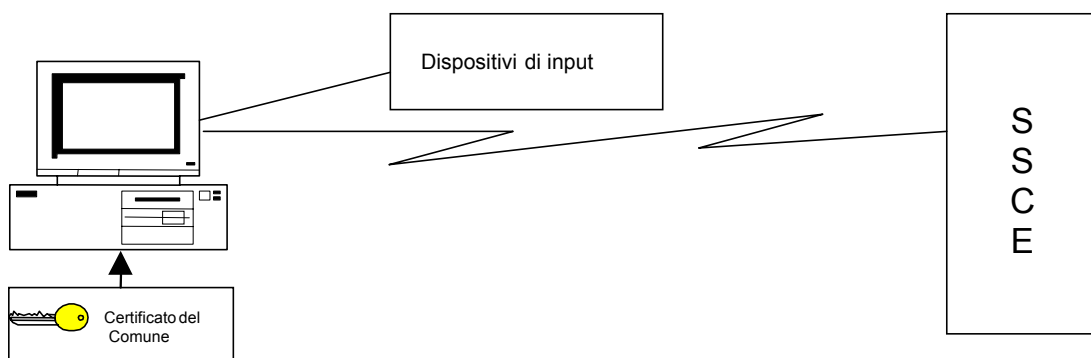 Dispositivi di input
S
S
C
E
Certificato del
Comune